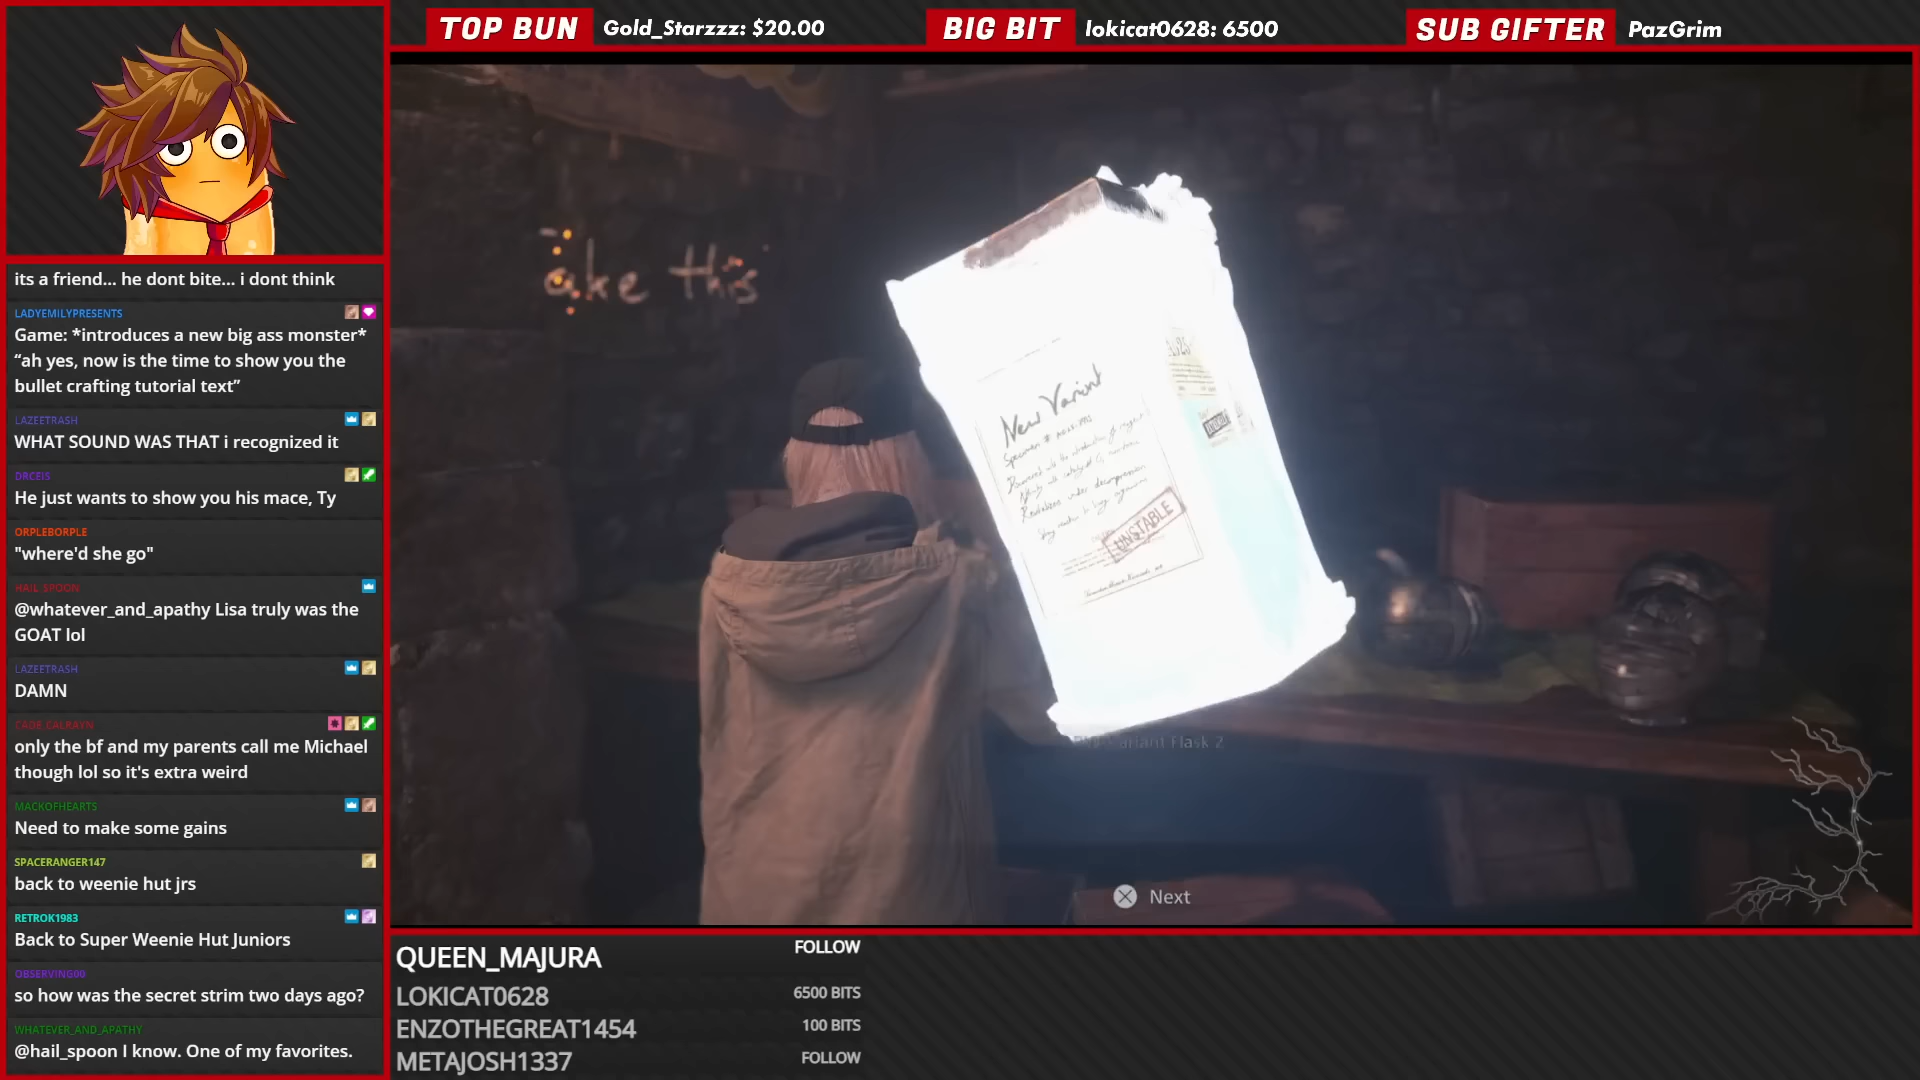 TOP BUN Gold_Starzzz: $20.00 BIG BIT lokicat0628: 6500 SUB GIFTER PazGrim
its a friend... he dont bite... i dont think
LADYEMILYPRESENTS
Game: *introduces a new big ass monster*
“ah yes, now is the time to show you the
bullet crafting tutorial text”
LAZEETRASH
WHAT SOUND WAS THAT i recognized it
DRCEIS
He just wants to show you his mace, Ty
ORPLEBORPLE
"where'd she go"
HAIL_SPOON
@whatever_and_apathy Lisa truly was the
GOAT lol
LAZEETRASH
DAMN
CADE_CALRAYN
only the bf and my parents call me Michael
though lol so it's extra weird
MACKOFHEARTS
Need to make some gains
SPACERANGER147
back to weenie hut jrs
RETROK1983
Back to Super Weenie Hut Juniors
OBSERVING00
so how was the secret strim two days ago?
WHATEVER_AND_APATHY
@hail_spoon I know. One of my favorites.
ake this
New Variant
Specimen #
under decompression
UNSTABLE
Variant Flask 2
Next
QUEEN_MAJURA FOLLOW
LOKICAT0628 6500 BITS
ENZOTHEGREAT1454 100 BITS
METAJOSH1337 FOLLOW